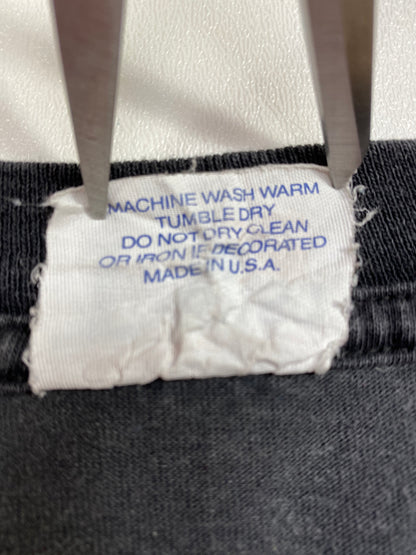 MACHINE WASH WARM
TUMBLE DRY
DO NOT DRY CLEAN
OR IRON IF DECORATED
MADE IN U.S.A.